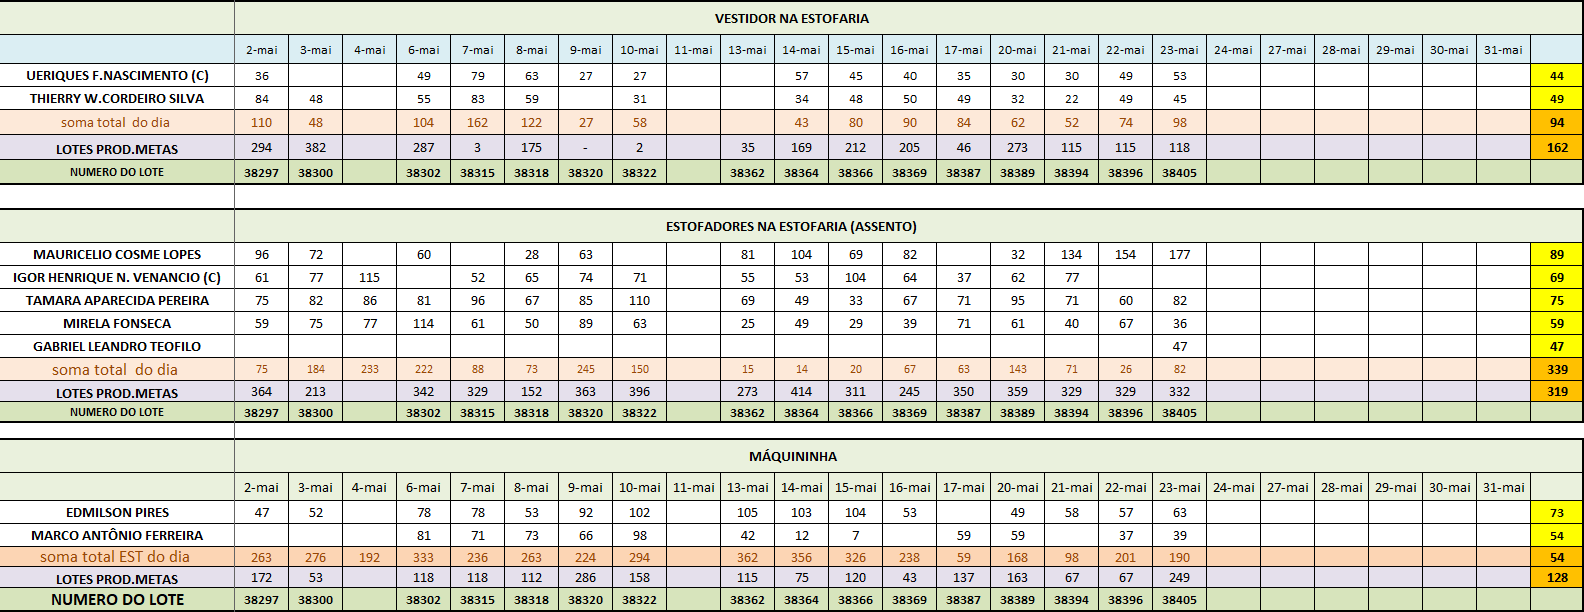 VESTIDOR NA ESTOFARIA
2-mai 3-mai 4-mai 6-mai 7-mai 8-mai 9-mai 10-mai 11-mai 13-mai 14-mai 15-mai 16-mai 17-mai 20-mai 21-mai 22-mai 23-mai 24-mai 27-mai 28-mai 29-mai 30-mai 31-mai
UERIQUES F.NASCIMENTO (C) 36 49 79 63 27 27 57 45 40 35 30 30 49 53 44
THIERRY W.CORDEIRO SILVA 84 48 55 83 59 31 34 48 50 49 32 22 49 45 49
soma total do dia 110 48 104 162 122 27 58 43 80 90 84 62 52 74 98 94
LOTES PROD.METAS 294 382 287 3 175 - 2 35 169 212 205 46 273 115 115 118 162
NUMERO DO LOTE 38297 38300 38302 38315 38318 38320 38322 38362 38364 38366 38369 38387 38389 38394 38396 38405
ESTOFADORES NA ESTOFARIA (ASSENTO)
MAURICELIO COSME LOPES 96 72 60 28 63 81 104 69 82 32 134 154 177 89
IGOR HENRIQUE N. VENANCIO (C) 61 77 115 52 65 74 71 55 53 104 64 37 62 77 69
TAMARA APARECIDA PEREIRA 75 82 86 81 96 67 85 110 69 49 33 67 71 95 71 60 82 75
MIRELA FONSECA 59 75 77 114 61 50 89 63 25 49 29 39 71 61 40 67 36 59
GABRIEL LEANDRO TEOFILO 47 47
soma total do dia 75 184 233 222 88 73 245 150 15 14 20 67 63 143 71 26 82 339
LOTES PROD.METAS 364 213 342 329 152 363 396 273 414 311 245 350 359 329 329 332 319
NUMERO DO LOTE 38297 38300 38302 38315 38318 38320 38322 38362 38364 38366 38369 38387 38389 38394 38396 38405
MÁQUININHA
2-mai 3-mai 4-mai 6-mai 7-mai 8-mai 9-mai 10-mai 11-mai 13-mai 14-mai 15-mai 16-mai 17-mai 20-mai 21-mai 22-mai 23-mai 24-mai 27-mai 28-mai 29-mai 30-mai 31-mai
EDMILSON PIRES 47 52 78 78 53 92 102 105 103 104 53 49 58 57 63 73
MARCO ANTÔNIO FERREIRA 81 71 73 66 98 42 12 7 59 59 37 39 54
soma total EST do dia 263 276 192 333 236 263 224 294 362 356 326 238 59 168 98 201 190 54
LOTES PROD.METAS 172 53 118 118 112 286 158 115 75 120 43 137 163 67 67 249 128
NUMERO DO LOTE 38297 38300 38302 38315 38318 38320 38322 38362 38364 38366 38369 38387 38389 38394 38396 38405